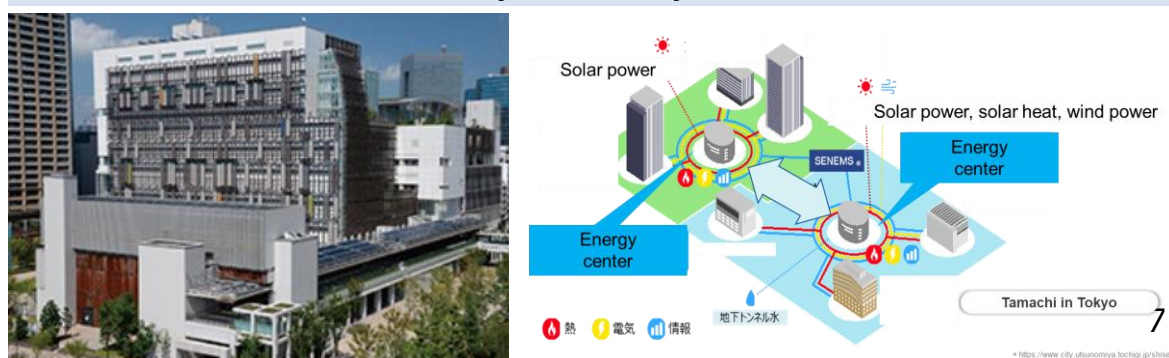 Solar power
Solar power, solar heat, wind power
Energy
center
SENEMS
Energy
center
地下トンネル水
熱
電気
情報
Tamachi in Tokyo
7